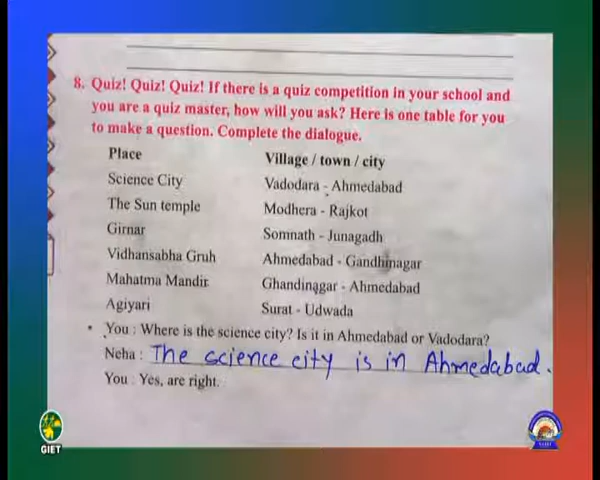 8. Quiz! Quiz! Quiz! If there is a quiz competition in your school and
you are a quiz master, how will you ask? Here is one table for you
to make a question. Complete the dialogue.
Place Village / town / city
Science City Vadodara - Ahmedabad
The Sun temple Modhera - Rajkot
Girnar Somnath - Junagadh
Vidhansabha Gruh Ahmedabad - Gandhinagar
Mahatma Mandir Ghandinagar - Ahmedabad
Agiyari Surat - Udwada
• You : Where is the science city? Is it in Ahmedabad or Vadodara?
Neha : The science city is in Ahmedabad.
You : Yes, are right.
GIET